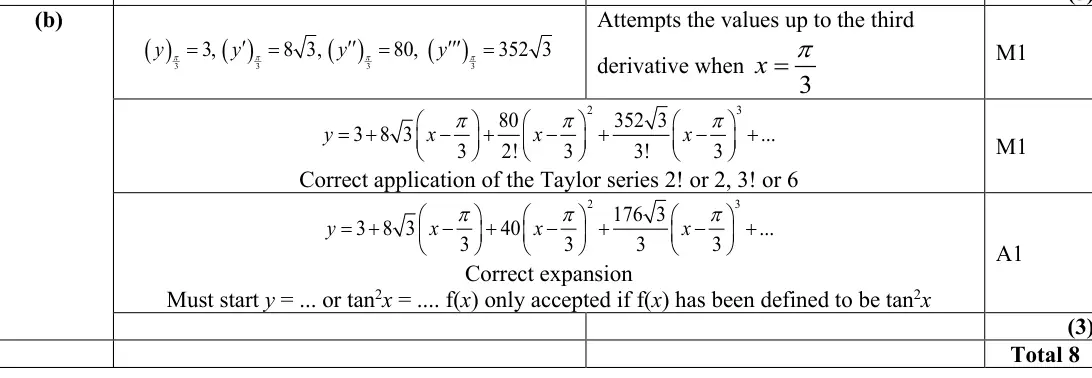 (b)
(y)_{π/3} = 3, (y′)_{π/3} = 8√3, (y″)_{π/3} = 80, (y‴)_{π/3} = 352√3
Attempts the values up to the third
derivative when x = π/3
M1
y = 3 + 8√3(x − π/3) + 80/2!(x − π/3)² + 352√3/3!(x − π/3)³ + ...
Correct application of the Taylor series 2! or 2, 3! or 6
M1
y = 3 + 8√3(x − π/3) + 40(x − π/3)² + 176√3/3(x − π/3)³ + ...
Correct expansion
Must start y = ... or tan²x = .... f(x) only accepted if f(x) has been defined to be tan²x
A1
(3)
Total 8